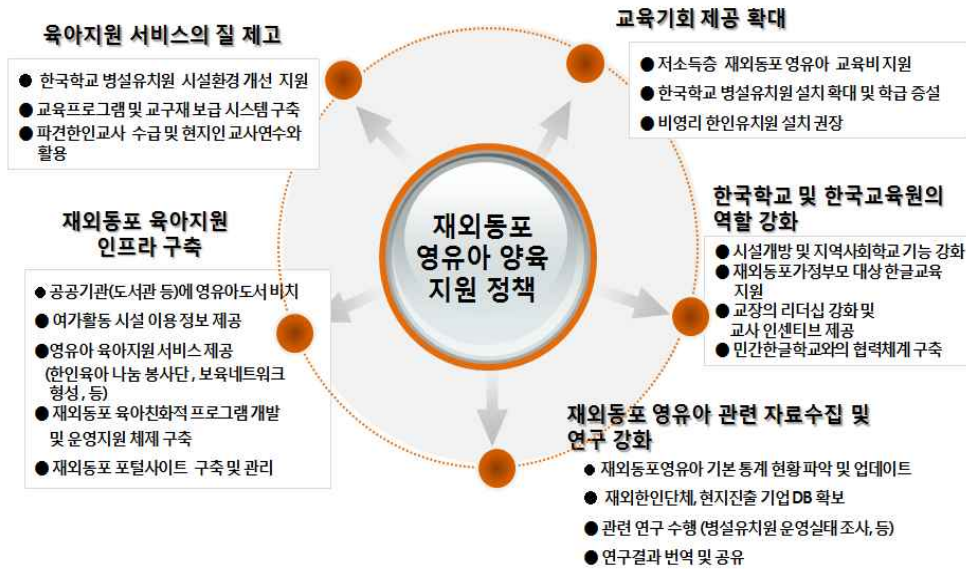 육아지원 서비스의 질 제고
● 한국학교 병설유치원 시설환경 개선 지원
● 교육프로그램 및 교구재 보급 시스템 구축
● 파견한인교사 수급 및 현지인 교사연수와
활용
교육기회 제공 확대
● 저소득층 재외동포 영유아 교육비 지원
● 한국학교 병설유치원 설치 확대 및 학급 증설
● 비영리 한인유치원 설치 권장
재외동포
영유아 양육
지원 정책
재외동포 육아지원
인프라 구축
● 공공기관(도서관 등)에 영유아도서 비치
● 여가활동 시설 이용 정보 제공
● 영유아 육아지원 서비스 제공
(한인육아 나눔 봉사단, 보육네트워크
형성, 등)
● 재외동포 육아친화적 프로그램 개발
및 운영지원 체제 구축
● 재외동포 포털사이트 구축 및 관리
한국학교 및 한국교육원의
역할 강화
● 시설개방 및 지역사회학교 기능 강화
● 재외동포가정부모 대상 한글교육
지원
● 교장의 리더십 강화 및
교사 인센티브 제공
● 민간한글학교와의 협력체계 구축
재외동포 영유아 관련 자료수집 및
연구 강화
● 재외동포영유아 기본 통계 현황 파악 및 업데이트
● 재외한인단체, 현지진출 기업 DB 확보
● 관련 연구 수행 (병설유치원 운영실태 조사, 등)
● 연구결과 번역 및 공유